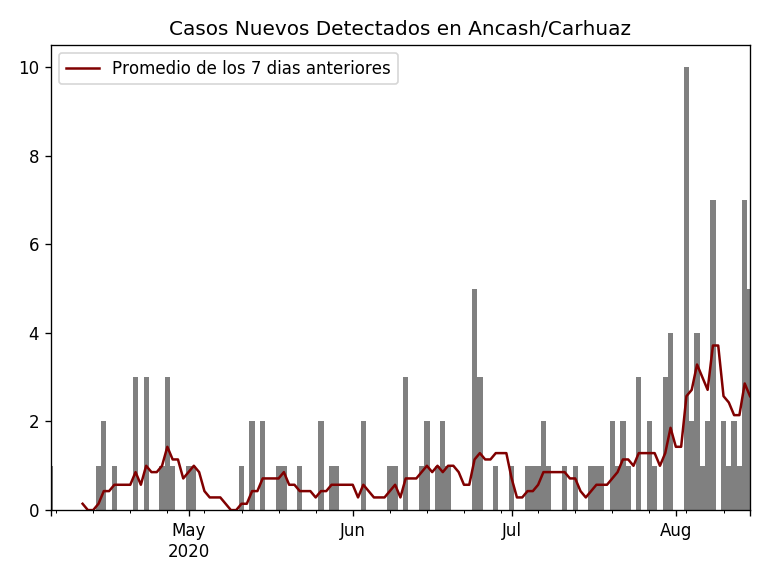 Casos Nuevos Detectados en Ancash/Carhuaz
Promedio de los 7 dias anteriores
10
8
6
4
2
0
May Jun Jul Aug
2020